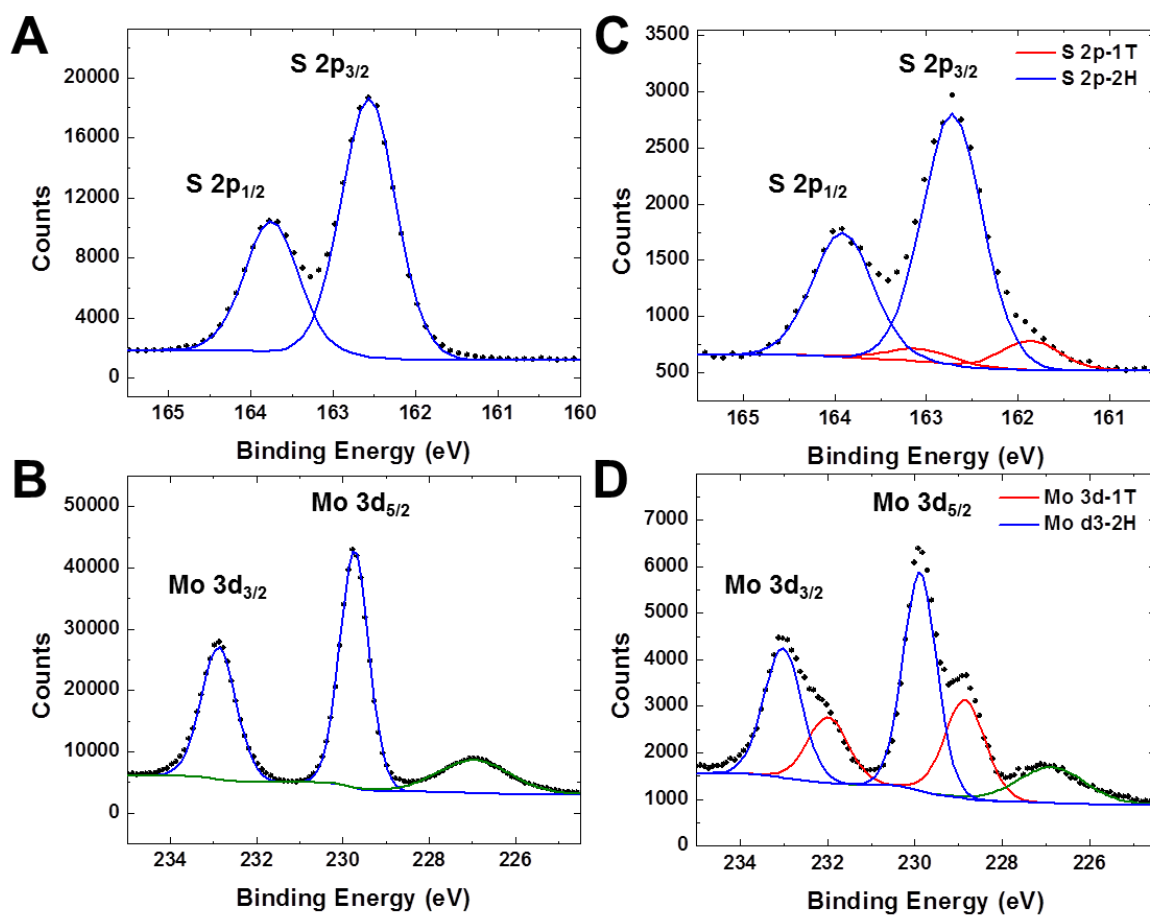 A
S 2p3/2
S 2p1/2
Counts
20000
16000
12000
8000
4000
0
165 164 163 162 161 160
Binding Energy (eV)
C
S 2p-1T
S 2p-2H
S 2p3/2
S 2p1/2
Counts
3500
3000
2500
2000
1500
1000
500
165 164 163 162 161
Binding Energy (eV)
B
Mo 3d5/2
Mo 3d3/2
Counts
50000
40000
30000
20000
10000
0
234 232 230 228 226
Binding Energy (eV)
D
Mo 3d-1T
Mo d3-2H
Mo 3d5/2
Mo 3d3/2
Counts
7000
6000
5000
4000
3000
2000
1000
0
234 232 230 228 226
Binding Energy (eV)